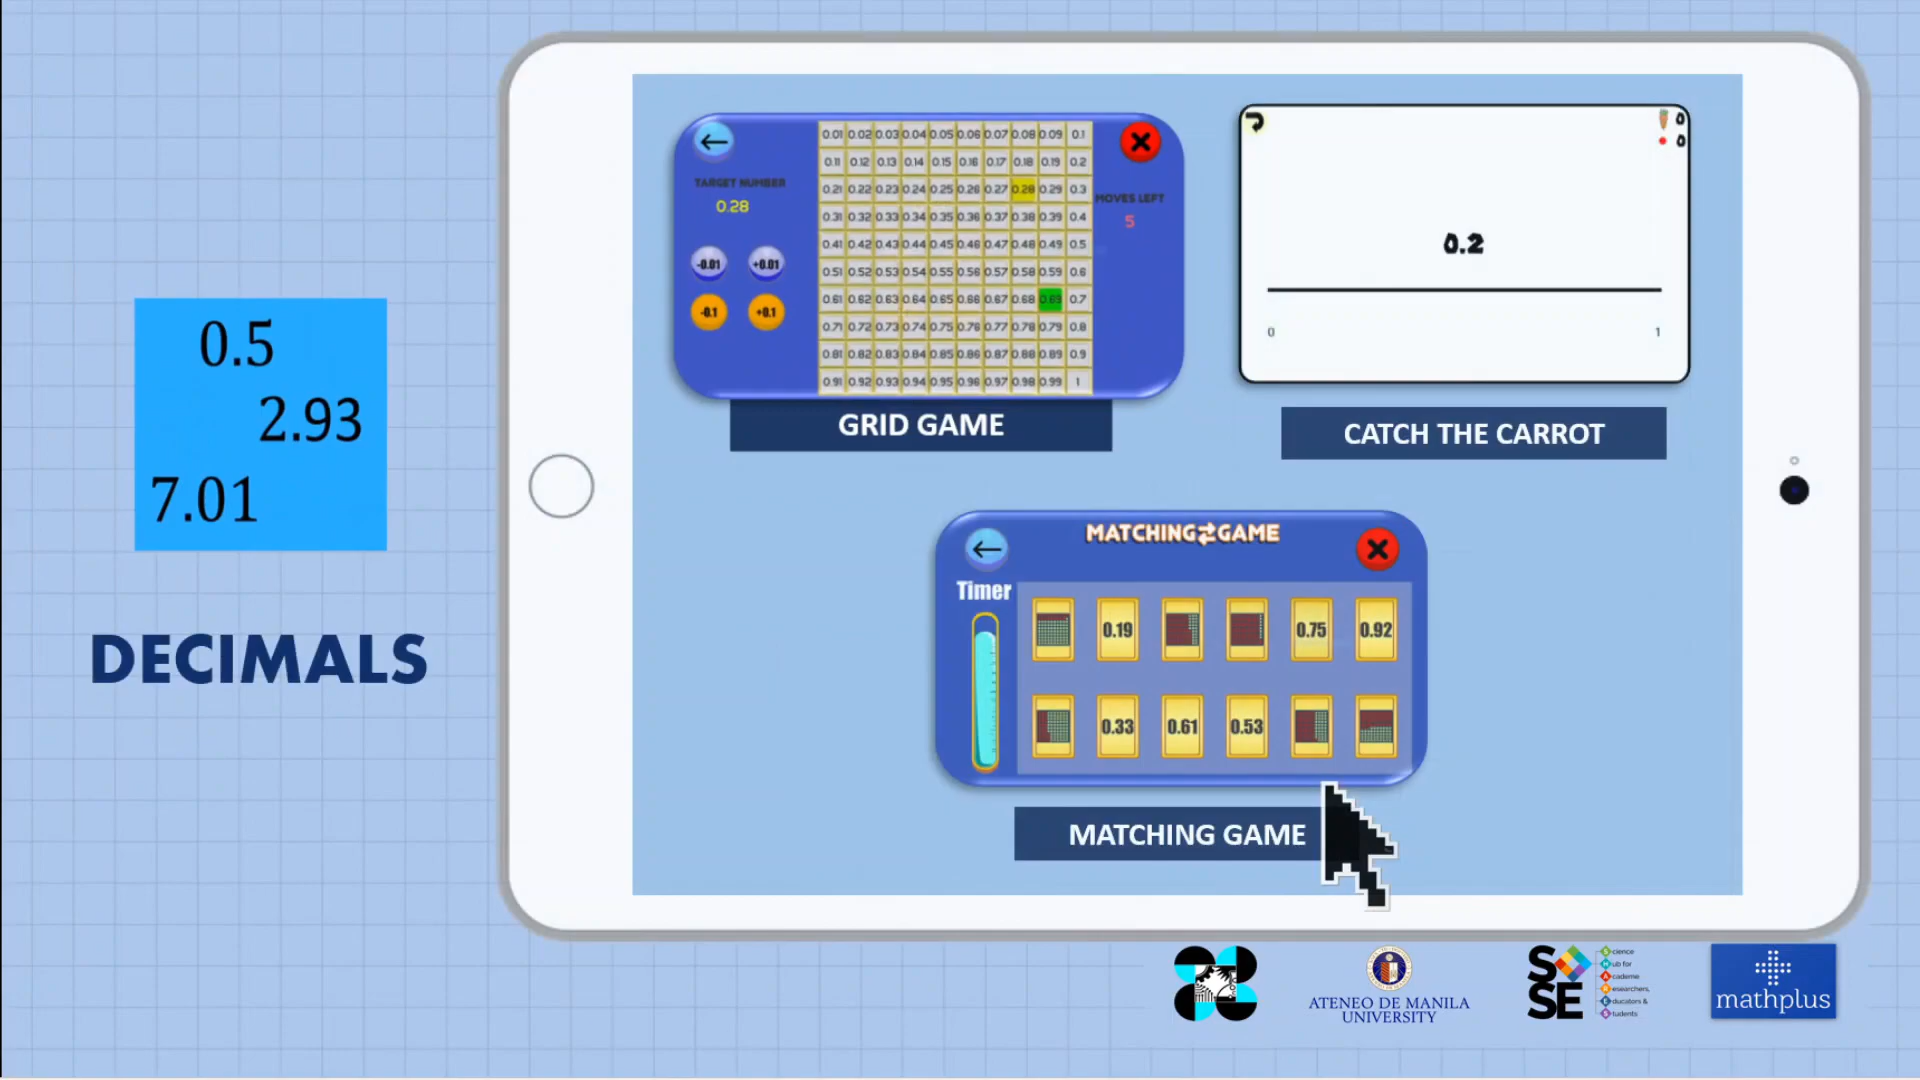 0.5
2.93
7.01
DECIMALS
TARGET NUMBER
0.28
-0.01 +0.01
-0.1 +0.1
0.01 0.02 0.03 0.04 0.05 0.06 0.07 0.08 0.09 0.1
0.11 0.12 0.13 0.14 0.15 0.16 0.17 0.18 0.19 0.2
0.21 0.22 0.23 0.24 0.25 0.26 0.27 0.28 0.29 0.3
0.31 0.32 0.33 0.34 0.35 0.36 0.37 0.38 0.39 0.4
0.41 0.42 0.43 0.44 0.45 0.46 0.47 0.48 0.49 0.5
0.51 0.52 0.53 0.54 0.55 0.56 0.57 0.58 0.59 0.6
0.61 0.62 0.63 0.64 0.65 0.66 0.67 0.68 0.69 0.7
0.71 0.72 0.73 0.74 0.75 0.76 0.77 0.78 0.79 0.8
0.81 0.82 0.83 0.84 0.85 0.86 0.87 0.88 0.89 0.9
0.91 0.92 0.93 0.94 0.95 0.96 0.97 0.98 0.99 1
MOVES LEFT
5
GRID GAME
0
0
0.2
0 1
CATCH THE CARROT
MATCHING GAME
Timer
0.19 0.75 0.92
0.33 0.61 0.53
MATCHING GAME
ATENEO DE MANILA
UNIVERSITY
S
SE
Science
Hub for
Academe
Researchers,
Educators &
Students
mathplus